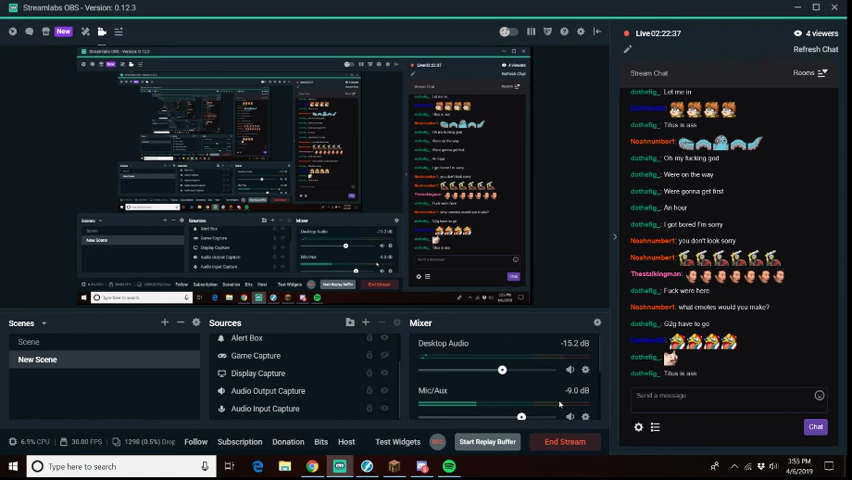 Streamlabs OBS - Version: 0.12.3
New
Live 02:22:37
4 viewers
Refresh Chat
Stream Chat
Rooms
Let me in
dothefig_: Titus is ass
Noahnumber1:
dothefig_: Oh my fucking god
dothefig_: Were on the way
dothefig_: Were gonna get first
dothefig_: An hour
dothefig_: I got bored I'm sorry
Noahnumber1: you don't look sorry
Noahnumber1:
Thestalkingman:
dothefig_: Fuck were here
Noahnumber1: what emotes would you make?
dothefig_: G2g have to go
dothefig_:
dothefig_: Titus is ass
Send a message
Chat
Scenes
Scene
New Scene
Sources
Alert Box
Game Capture
Display Capture
Audio Output Capture
Audio Input Capture
Mixer
Desktop Audio -15.2 dB
Mic/Aux -9.0 dB
6.9% CPU 30.00 FPS 1298 (0.5%) Dropped
Follow Subscription Donation Bits Host
Test Widgets REC Start Replay Buffer End Stream
Type here to search
3:55 PM
4/6/2019